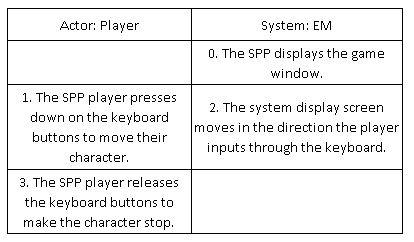 Actor: Player
System: EM
0. The SPP displays the game
window.
1. The SPP player presses
down on the keyboard
buttons to move their
character.
2. The system display screen
moves in the direction the player
inputs through the keyboard.
3. The SPP player releases
the keyboard buttons to
make the character stop.